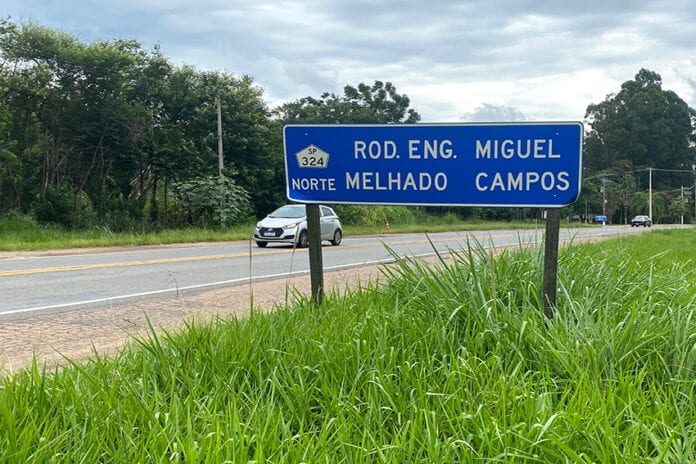 SP
324
NORTE
ROD. ENG. MIGUEL
MELHADO CAMPOS